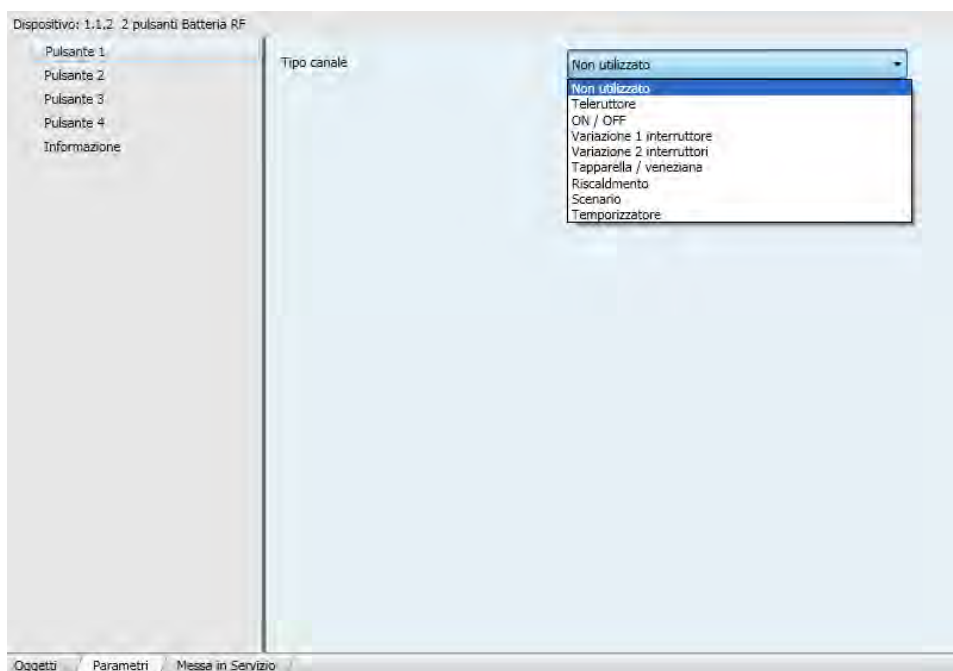 Dispositivo: 1.1.2 2 pulsanti Batteria RF
Pulsante 1
Pulsante 2
Pulsante 3
Pulsante 4
Informazione
Tipo canale
Non utilizzato
Non utilizzato
Teleruttore
ON / OFF
Variazione 1 interruttore
Variazione 2 interruttori
Tapparella / veneziana
Riscaldmento
Scenario
Temporizzatore
Oggetti
Parametri
Messa in Servizio